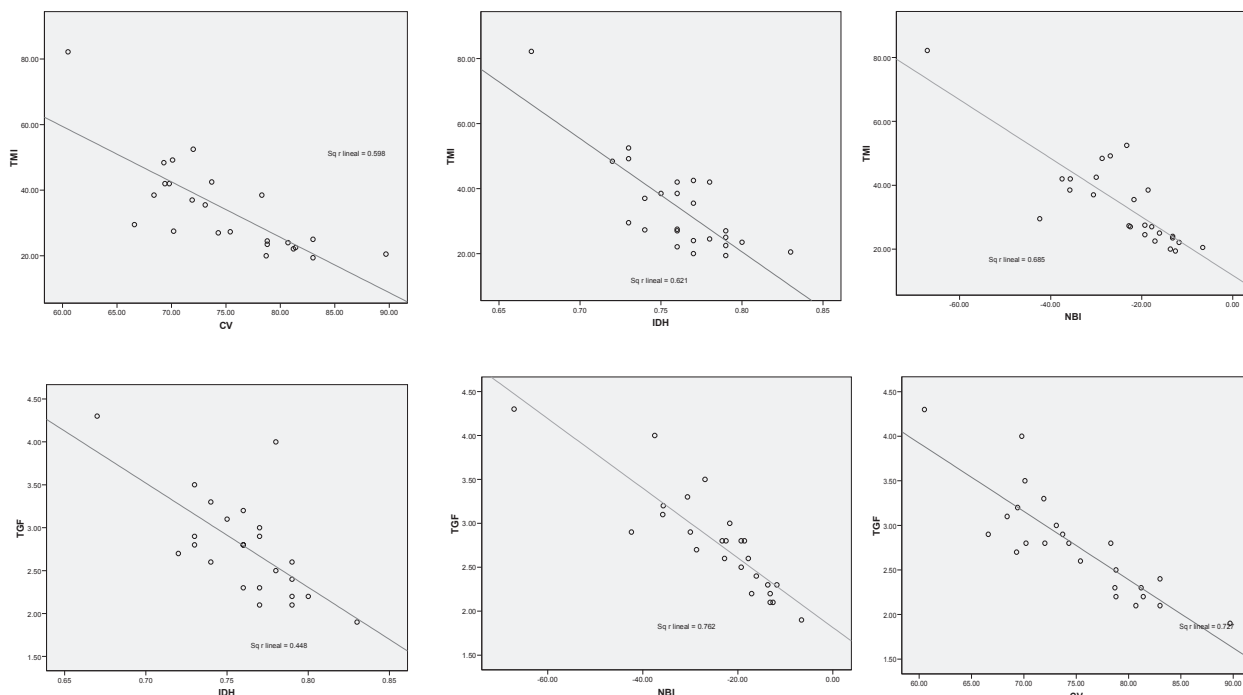 80.00
60.00
40.00
20.00
TMI
Sq r lineal = 0.598
60.00 65.00 70.00 75.00 80.00 85.00 90.00
CV
80.00
60.00
40.00
20.00
TMI
Sq r lineal = 0.621
0.65 0.70 0.75 0.80 0.85
IDH
80.00
60.00
40.00
20.00
TMI
Sq r lineal = 0.685
-60.00 -40.00 -20.00 0.00
NBI
4.50
4.00
3.50
3.00
2.50
2.00
1.50
TGF
Sq r lineal = 0.448
0.65 0.70 0.75 0.80 0.85
IDH
4.50
4.00
3.50
3.00
2.50
2.00
1.50
TGF
Sq r lineal = 0.762
-60.00 -40.00 -20.00 0.00
NBI
4.50
4.00
3.50
3.00
2.50
2.00
1.50
TGF
Sq r lineal = 0.727
60.00 65.00 70.00 75.00 80.00 85.00 90.00
CV